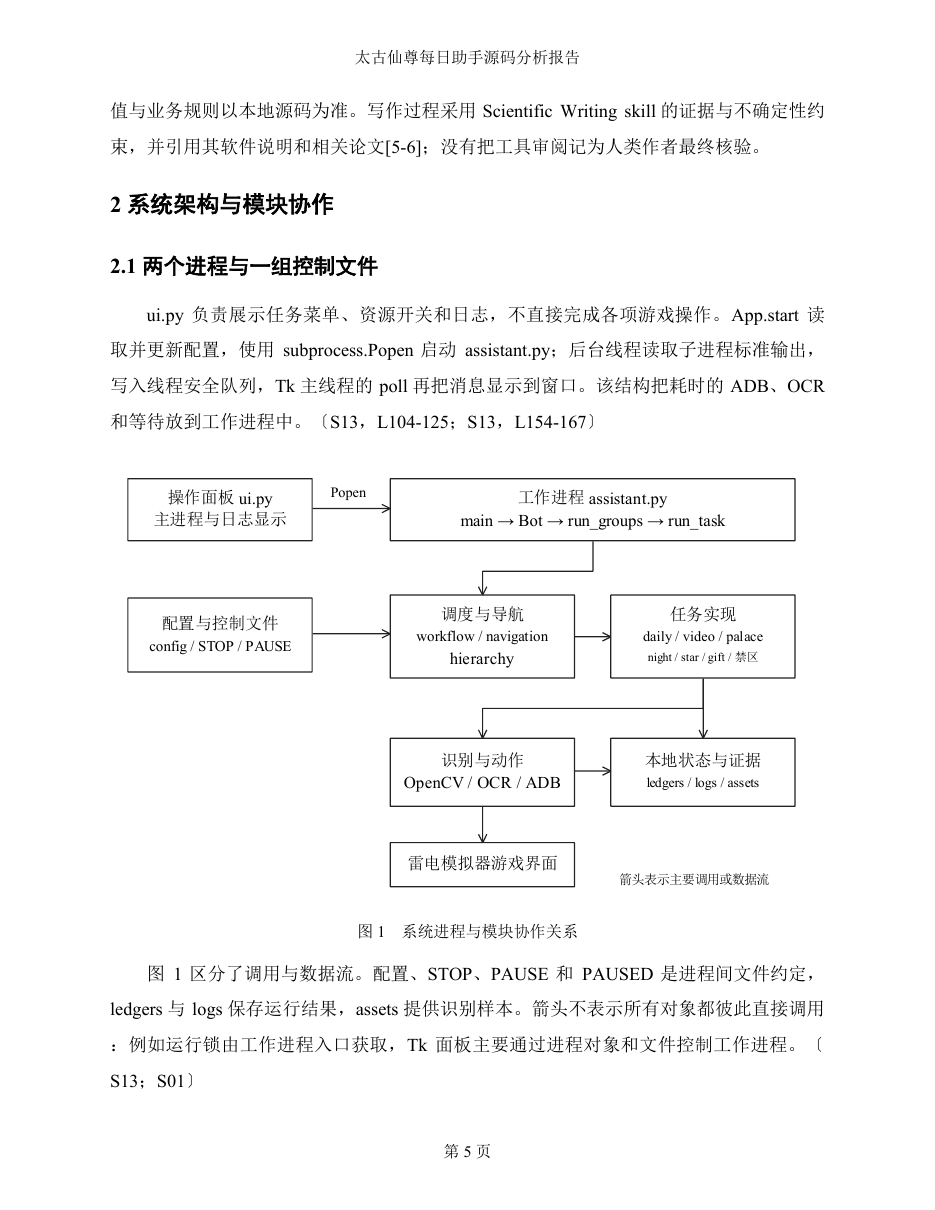 太古仙尊每日助手源码分析报告
值与业务规则以本地源码为准。写作过程采用 Scientific Writing skill 的证据与不确定性约
束，并引用其软件说明和相关论文[5-6]；没有把工具审阅记为人类作者最终核验。
2 系统架构与模块协作
2.1 两个进程与一组控制文件
ui.py 负责展示任务菜单、资源开关和日志，不直接完成各项游戏操作。App.start 读
取并更新配置，使用 subprocess.Popen 启动 assistant.py；后台线程读取子进程标准输出，
写入线程安全队列，Tk 主线程的 poll 再把消息显示到窗口。该结构把耗时的 ADB、OCR
和等待放到工作进程中。〔S13，L104-125；S13，L154-167〕
操作面板 ui.py
主进程与日志显示
Popen
工作进程 assistant.py
main → Bot → run_groups → run_task
配置与控制文件
config / STOP / PAUSE
调度与导航
workflow / navigation
hierarchy
任务实现
daily / video / palace
night / star / gift / 禁区
识别与动作
OpenCV / OCR / ADB
本地状态与证据
ledgers / logs / assets
雷电模拟器游戏界面
箭头表示主要调用或数据流
图 1 系统进程与模块协作关系
图 1 区分了调用与数据流。配置、STOP、PAUSE 和 PAUSED 是进程间文件约定，
ledgers 与 logs 保存运行结果，assets 提供识别样本。箭头不表示所有对象都彼此直接调用
：例如运行锁由工作进程入口获取，Tk 面板主要通过进程对象和文件控制工作进程。〔
S13；S01〕
第 5 页